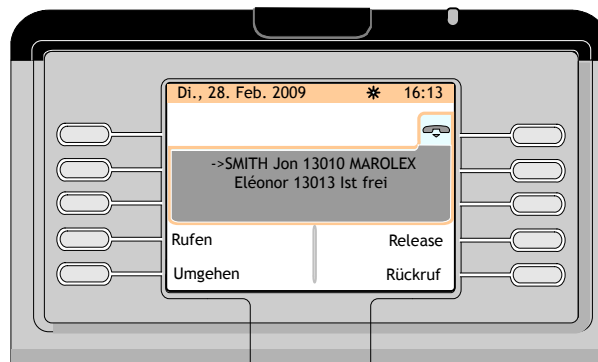 Di., 28. Feb. 2009 16:13
->SMITH Jon 13010 MAROLEX
Eléonor 13013 Ist frei
Rufen Release
Umgehen Rückruf